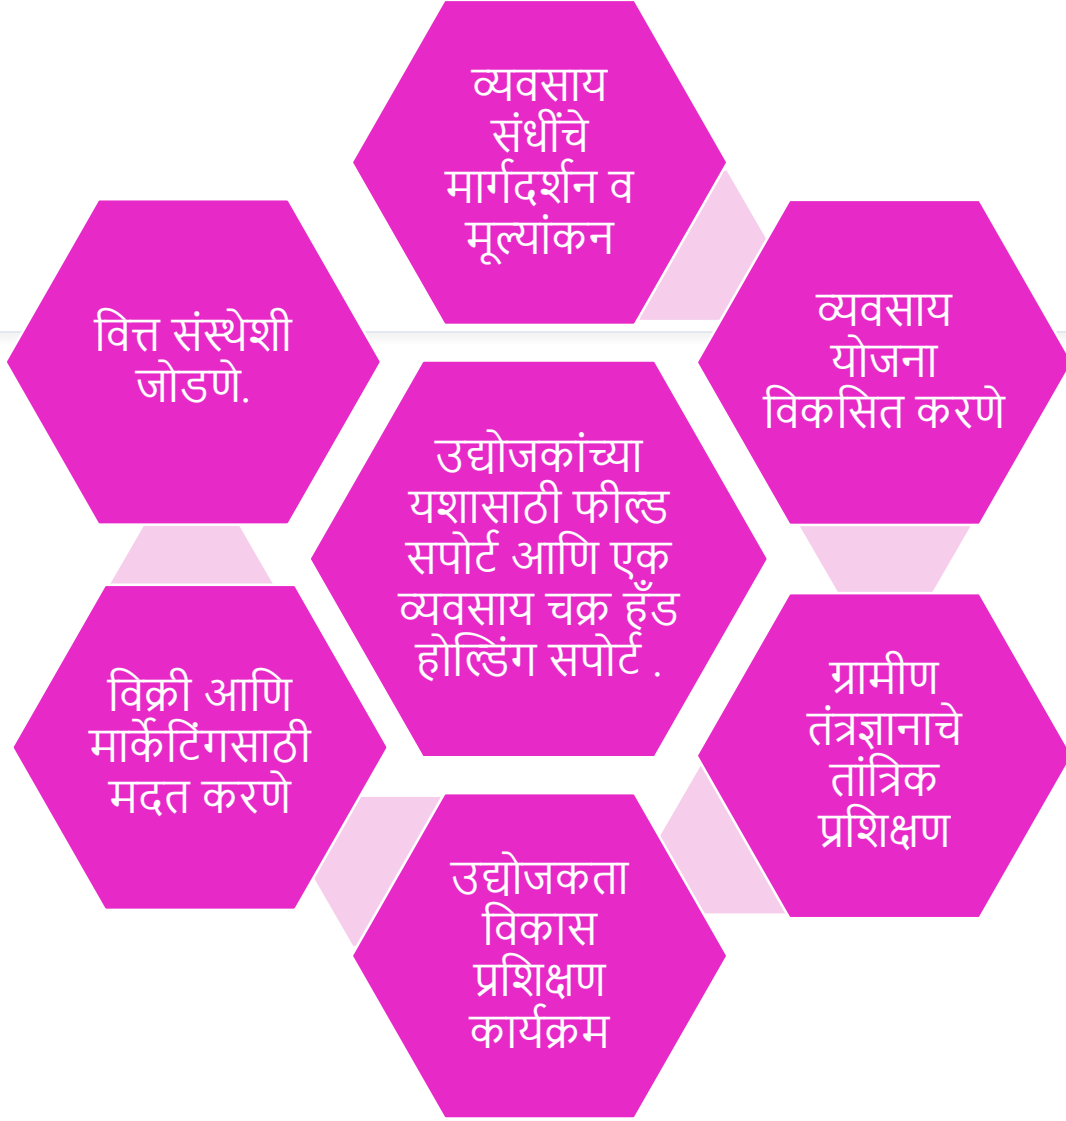 व्यवसाय
संधींचे
मार्गदर्शन व
मूल्यांकन
व्यवसाय
योजना
विकसित करणे
ग्रामीण
तंत्रज्ञानाचे
तांत्रिक
प्रशिक्षण
उद्योजकता
विकास
प्रशिक्षण
कार्यक्रम
विक्री आणि
मार्केटिंगसाठी
मदत करणे
वित्त संस्थेशी
जोडणे.
उद्योजकांच्या
यशासाठी फील्ड
सपोर्ट आणि एक
व्यवसाय चक्र हँड
होल्डिंग सपोर्ट .